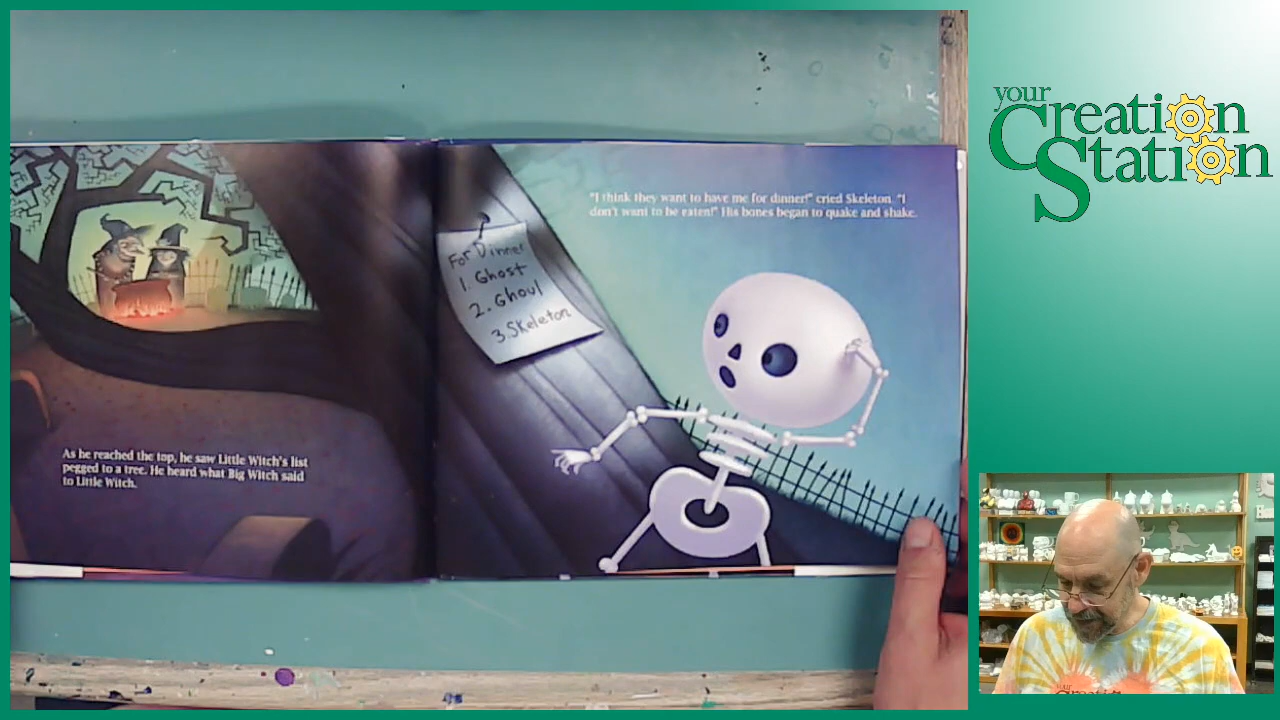 As he reached the top, he saw Little Witch's list
pegged to a tree. He heard what Big Witch said
to Little Witch.
For Dinner
1. Ghost
2. Ghoul
3. Skeleton
"I think they want to have me for dinner!" cried Skeleton. "I
don't want to be eaten!" His bones began to quake and shake.
your
Creation
Station
your
Creation